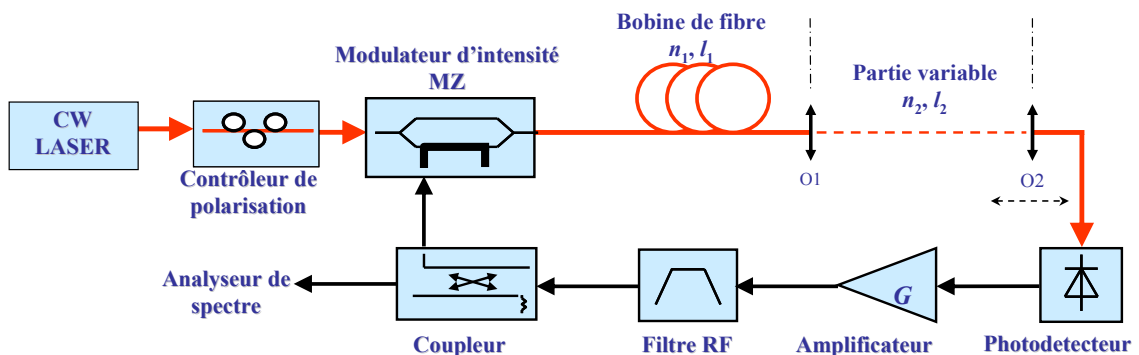 Bobine de fibre
n1, l1
Modulateur d’intensité
MZ
Partie variable
n2, l2
CW
LASER
Contrôleur de
polarisation
O1
O2
Analyseur de
spectre
G
Coupleur
Filtre RF
Amplificateur
Photodetecteur